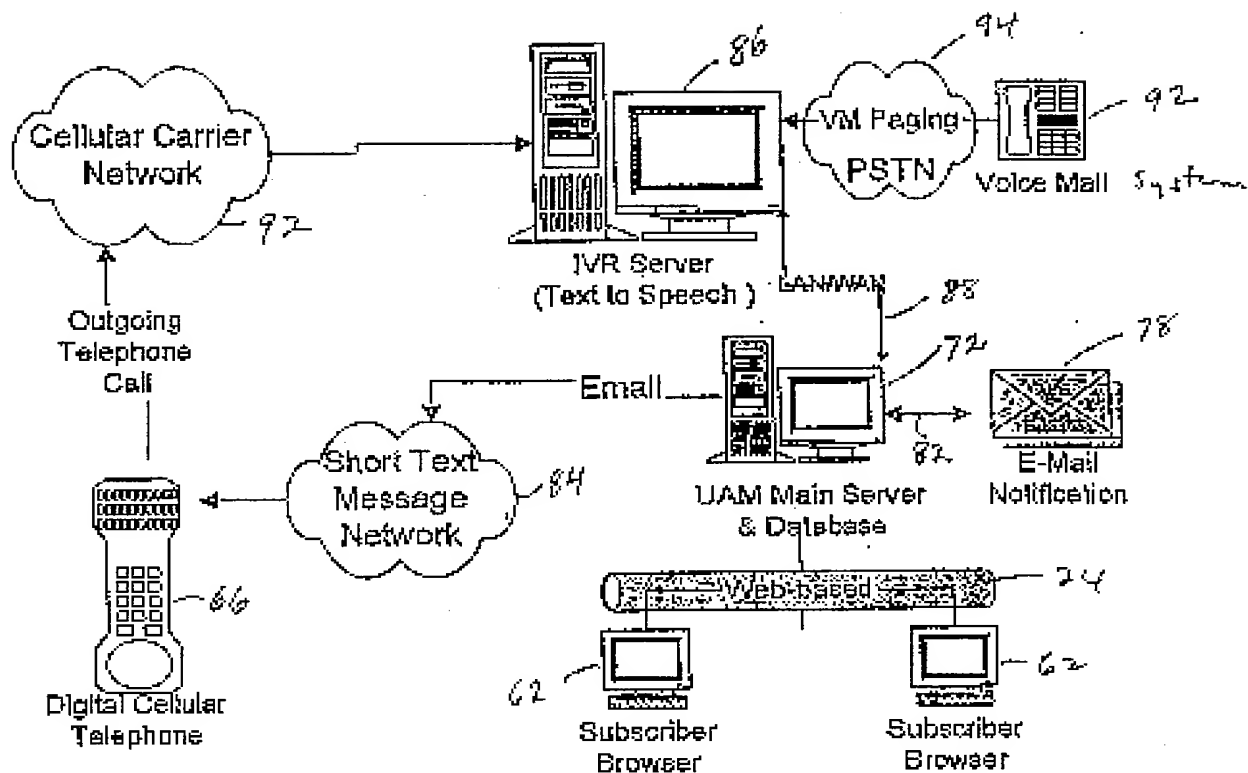 94
86
92
Cellular Carrier
Network
VM Paging
PSTN
Voice Mail System
92
IVR Server
(Text to Speech )
LAN/WAN
88
Outgoing
Telephone
Call
78
72
Email
82
Short Text
Message
Network
84
E-Mail
Notification
UAM Main Server
& Database
66
Web-based
24
62
62
Digital Cellular
Telephone
Subscriber
Browser
Subscriber
Browser